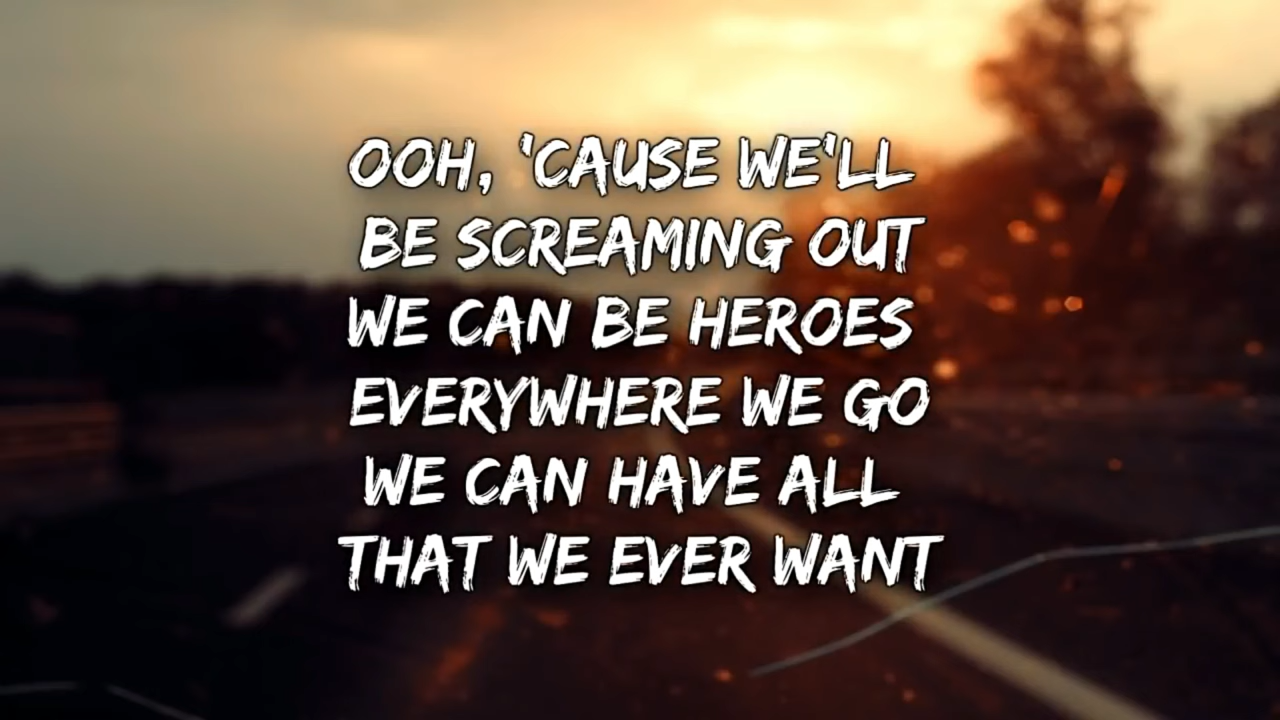 OOH, 'CAUSE WE'LL
BE SCREAMING OUT
WE CAN BE HEROES
EVERYWHERE WE GO
WE CAN HAVE ALL
THAT WE EVER WANT